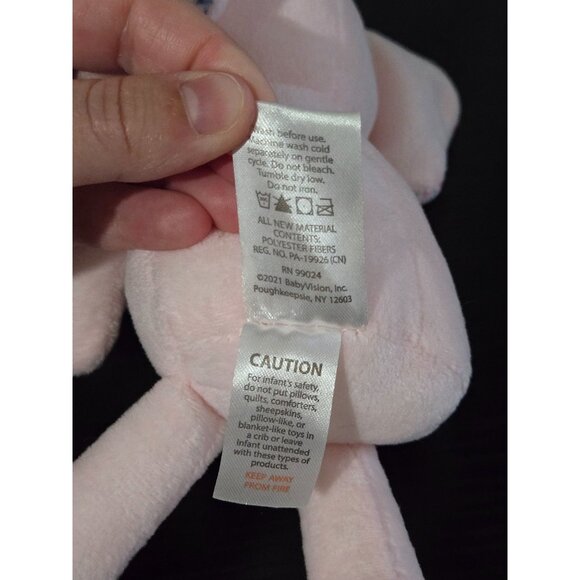 Wash before use.
Machine wash cold
separately on gentle
cycle. Do not bleach.
Tumble dry low.
Do not iron.
ALL NEW MATERIAL
CONTENTS:
POLYESTER FIBERS
REG. NO. PA-19926 (CN)
RN 99024
©2021 BabyVision, Inc.
Poughkeepsie, NY 12603
CAUTION
For infant's safety,
do not put pillows,
quilts, comforters,
sheepskins,
pillow-like, or
blanket-like toys in
a crib or leave
infant unattended
with these types of
products.
KEEP AWAY
FROM FIRE